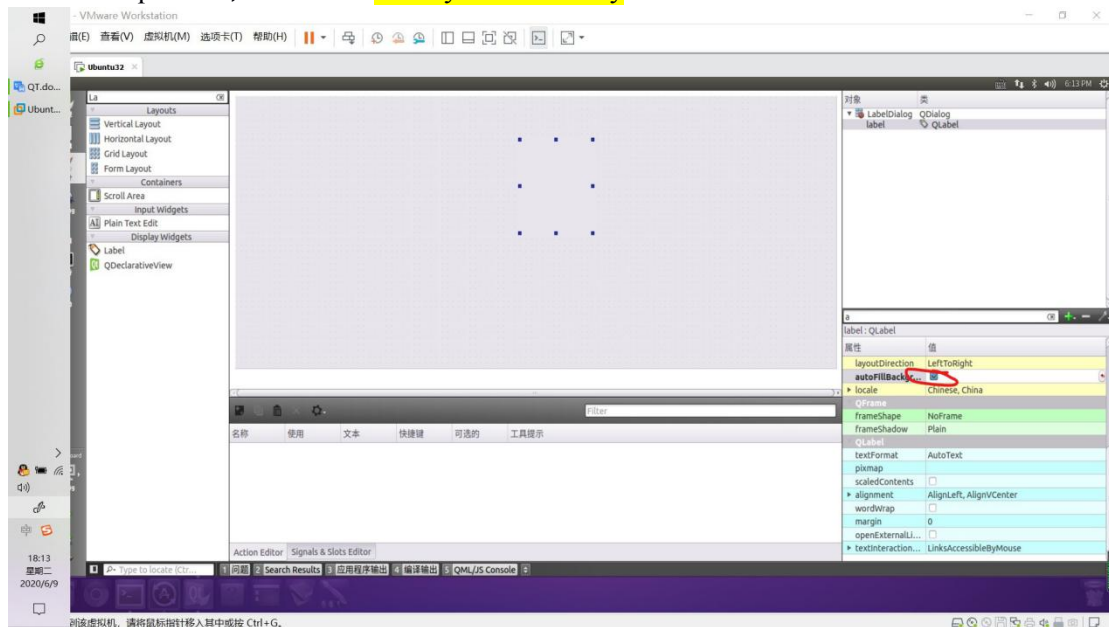 - VMware Workstation
辑(E) 查看(V) 虚拟机(M) 选项卡(T) 帮助(H)
Ubuntu32
QT.do...
Ubunt...
6:13 PM
La
Layouts
Vertical Layout
Horizontal Layout
Grid Layout
Form Layout
Containers
Scroll Area
Input Widgets
AI Plain Text Edit
Display Widgets
Label
QDeclarativeView
对象 类
LabelDialog QDialog
label QLabel
a
label : QLabel
属性 值
layoutDirection LeftToRight
autoFillBackgr...
locale Chinese, China
QFrame
frameShape NoFrame
frameShadow Plain
QLabel
textFormat AutoText
pixmap
scaledContents
alignment AlignLeft, AlignVCenter
wordWrap
margin 0
openExternalLi...
textInteraction... LinksAccessibleByMouse
Filter
名称 使用 文本 快捷键 可选的 工具提示
Action Editor Signals & Slots Editor
Type to locate (Ctr... 1 问题 2 Search Results 3 应用程序输出 4 编译输出 5 QML/JS Console
中
18:13
星期二
2020/6/9
到该虚拟机，请将鼠标指针移入其中或按 Ctrl+G。